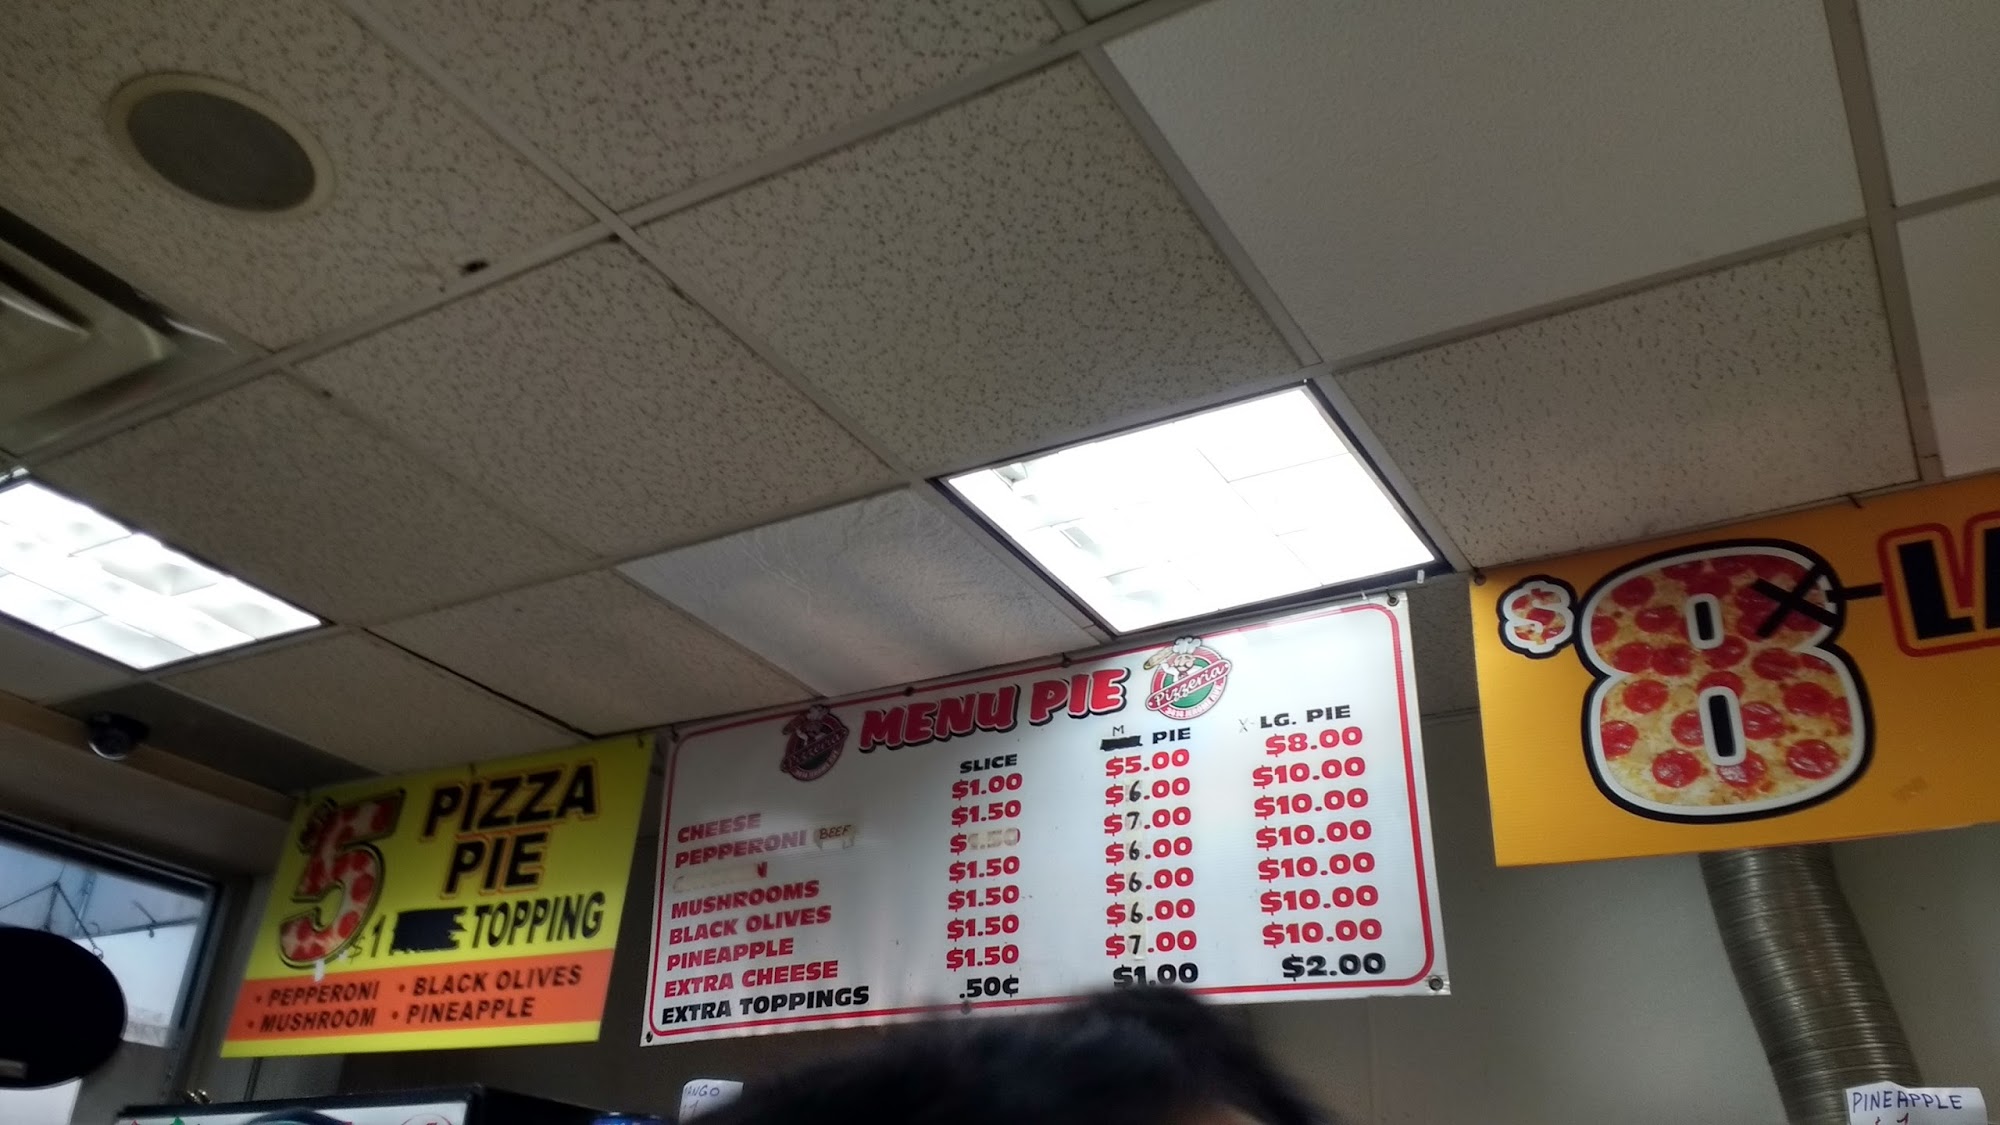 $5 PIZZA
PIE
$1 TOPPING
• PEPPERONI • BLACK OLIVES
• MUSHROOM • PINEAPPLE
MENU PIE
Pizzeria
SLICE M PIE X-LG. PIE
CHEESE $1.00 $5.00 $8.00
PEPPERONI BEEF $1.50 $6.00 $10.00
$1.50 $7.00 $10.00
MUSHROOMS $1.50 $6.00 $10.00
BLACK OLIVES $1.50 $6.00 $10.00
PINEAPPLE $1.50 $6.00 $10.00
EXTRA CHEESE $1.50 $7.00 $10.00
EXTRA TOPPINGS .50¢ $1.00 $2.00
$8 X-LA
PINEAPPLE